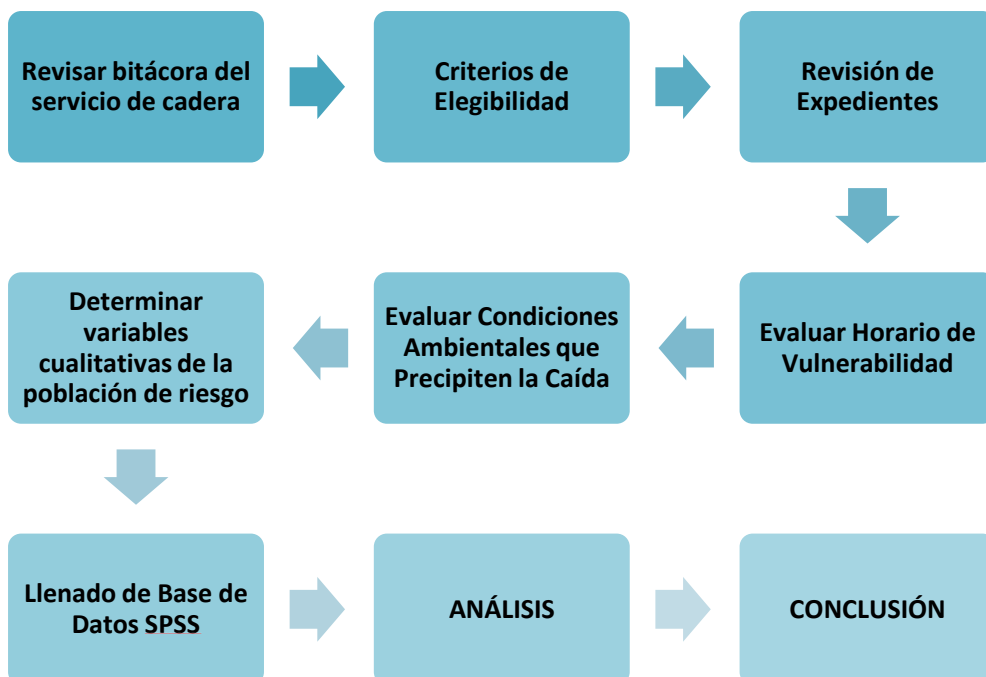 Revisar bitácora del
servicio de cadera
Criterios de
Elegibilidad
Revisión de
Expedientes
Evaluar Horario de
Vulnerabilidad
Evaluar Condiciones
Ambientales que
Precipiten la Caída
Determinar
variables
cualitativas de la
población de riesgo
Llenado de Base de
Datos SPSS
ANÁLISIS
CONCLUSIÓN